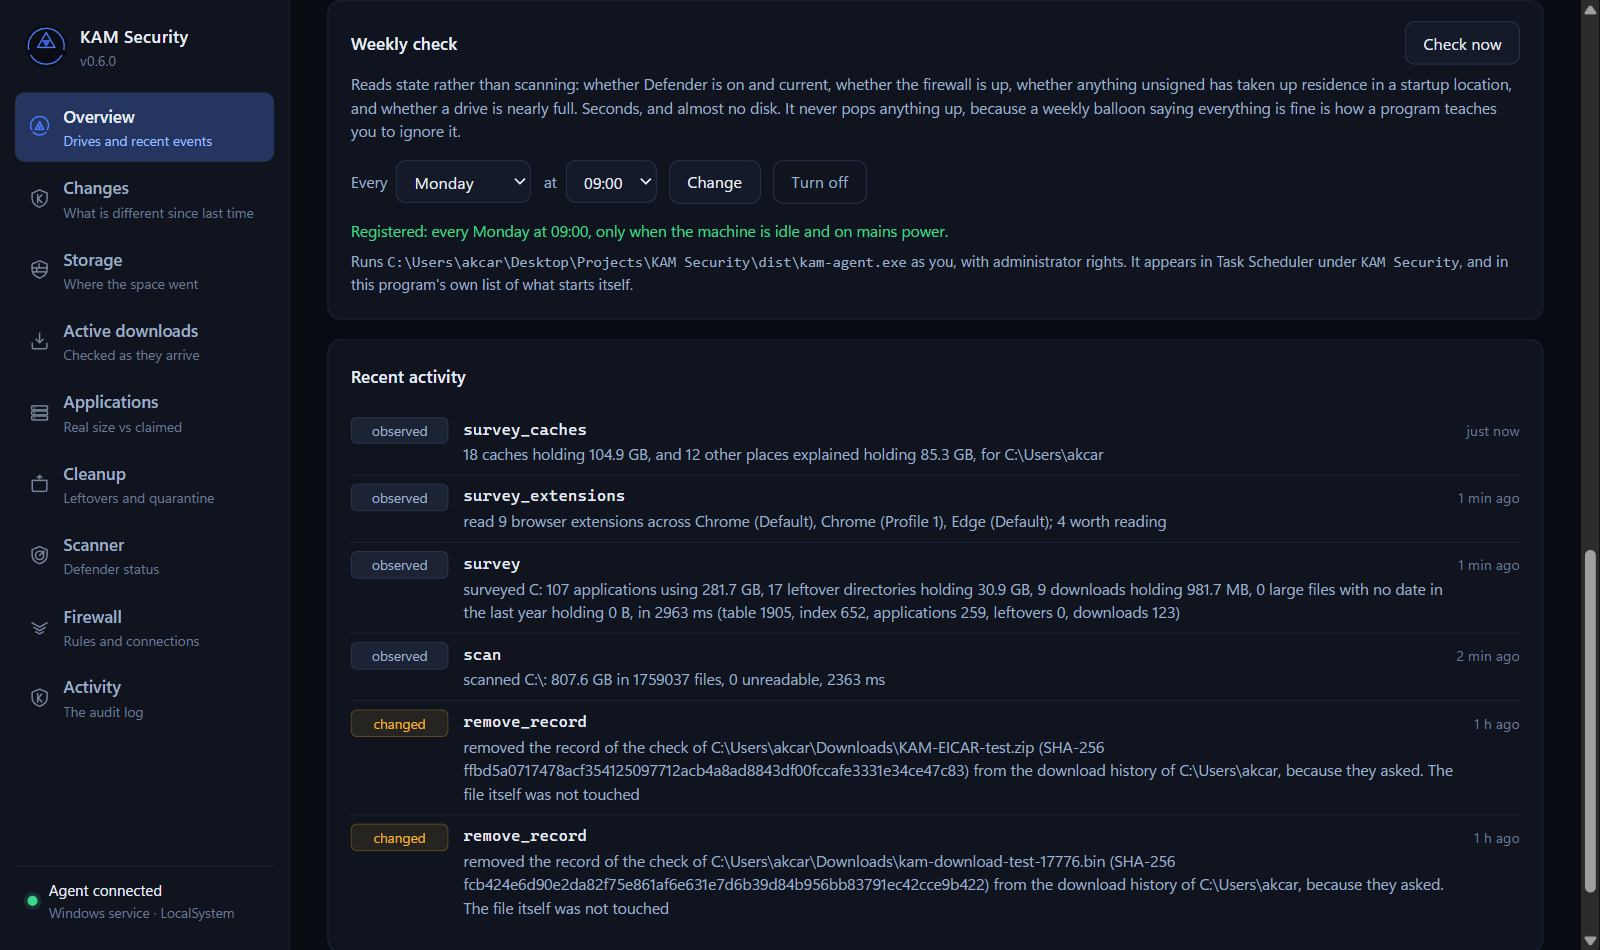 KAM Security
v0.6.0
Overview
Drives and recent events
Changes
What is different since last time
Storage
Where the space went
Active downloads
Checked as they arrive
Applications
Real size vs claimed
Cleanup
Leftovers and quarantine
Scanner
Defender status
Firewall
Rules and connections
Activity
The audit log
Agent connected
Windows service · LocalSystem
Weekly check
Check now
Reads state rather than scanning: whether Defender is on and current, whether the firewall is up, whether anything unsigned has taken up residence in a startup location,
and whether a drive is nearly full. Seconds, and almost no disk. It never pops anything up, because a weekly balloon saying everything is fine is how a program teaches
you to ignore it.
Every Monday at 09:00 Change Turn off
Registered: every Monday at 09:00, only when the machine is idle and on mains power.
Runs C:\Users\akcar\Desktop\Projects\KAM Security\dist\kam-agent.exe as you, with administrator rights. It appears in Task Scheduler under KAM Security, and in
this program's own list of what starts itself.
Recent activity
observed survey_caches just now
18 caches holding 104.9 GB, and 12 other places explained holding 85.3 GB, for C:\Users\akcar
observed survey_extensions 1 min ago
read 9 browser extensions across Chrome (Default), Chrome (Profile 1), Edge (Default); 4 worth reading
observed survey 1 min ago
surveyed C: 107 applications using 281.7 GB, 17 leftover directories holding 30.9 GB, 9 downloads holding 981.7 MB, 0 large files with no date in
the last year holding 0 B, in 2963 ms (table 1905, index 652, applications 259, leftovers 0, downloads 123)
observed scan 2 min ago
scanned C:\: 807.6 GB in 1759037 files, 0 unreadable, 2363 ms
changed remove_record 1 h ago
removed the record of the check of C:\Users\akcar\Downloads\KAM-EICAR-test.zip (SHA-256
ffbd5a0717478acf354125097712acb4a8ad8843df00fccafe3331e34ce47c83) from the download history of C:\Users\akcar, because they asked. The
file itself was not touched
changed remove_record 1 h ago
removed the record of the check of C:\Users\akcar\Downloads\kam-download-test-17776.bin (SHA-256
fcb424e6d90e2da82f75e861af6e631e7d6b39d84b956bb83791ec42cce9b422) from the download history of C:\Users\akcar, because they asked.
The file itself was not touched